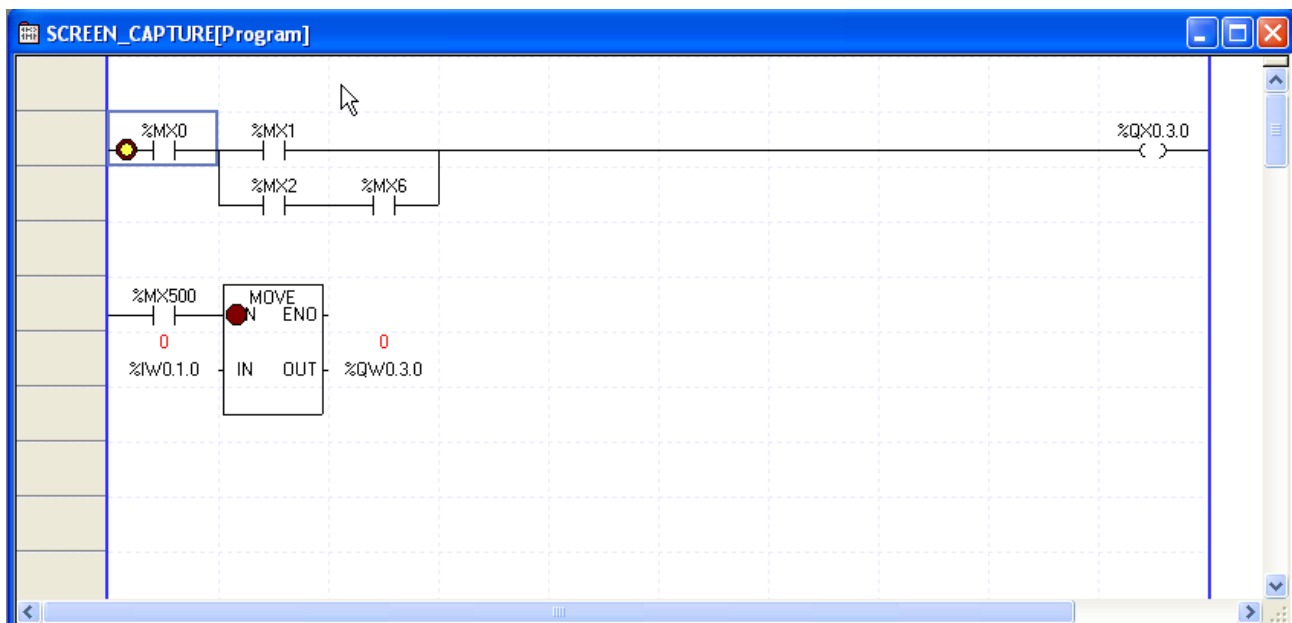 SCREEN_CAPTURE[Program]
%MX0 %MX1 %QX0.3.0
%MX2 %MX6
%MX500 MOVE
N ENO
0 0
%IW0.1.0 IN OUT %QW0.3.0